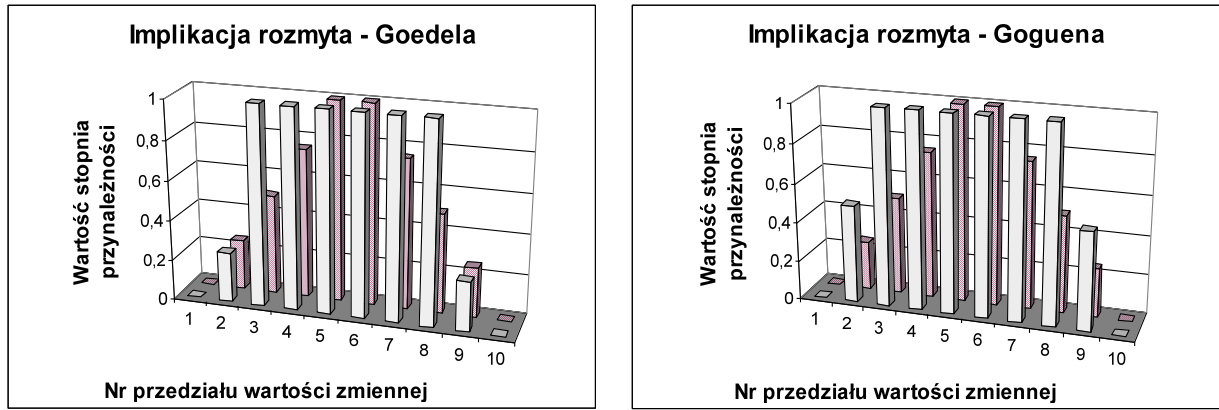 Implikacja rozmyta - Goedela
Wartość stopnia
przynależności
1
0,8
0,6
0,4
0,2
0
1 2 3 4 5 6 7 8 9 10
Nr przedziału wartości zmiennej
Implikacja rozmyta - Goguena
Wartość stopnia
przynależności
1
0,8
0,6
0,4
0,2
0
1 2 3 4 5 6 7 8 9 10
Nr przedziału wartości zmiennej